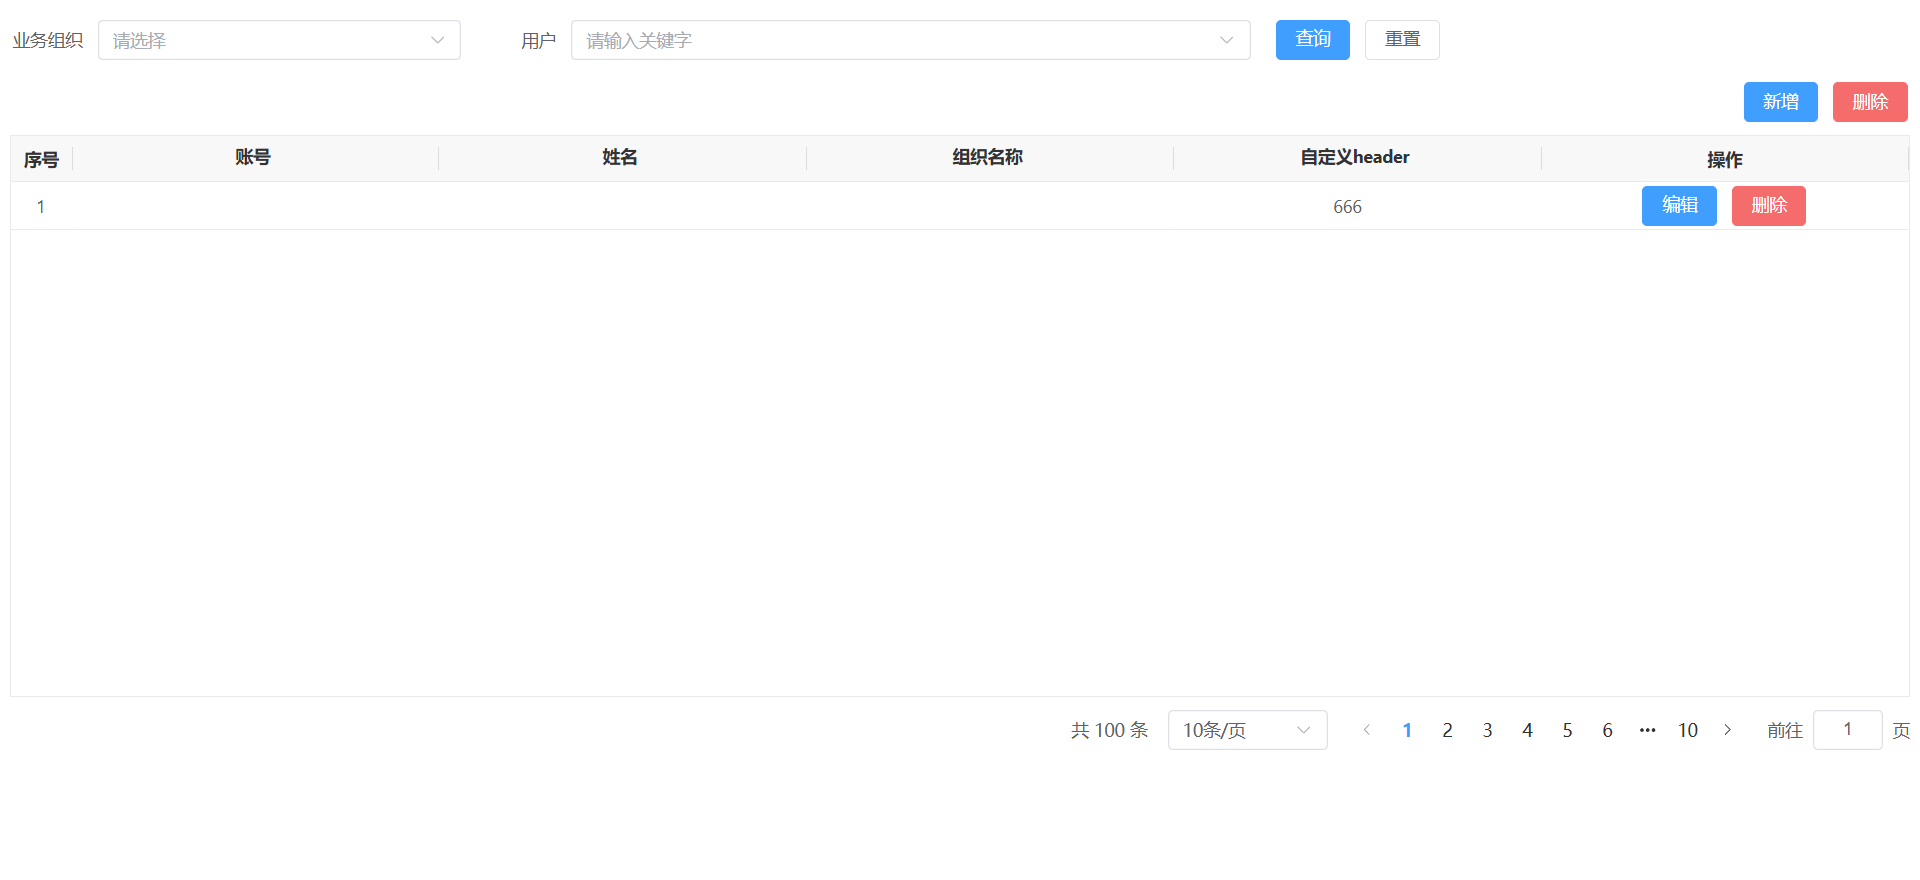 业务组织 请选择 用户 请输入关键字 查询 重置
新增 删除
序号 账号 姓名 组织名称 自定义header 操作
1 666 编辑 删除
共 100 条 10条/页 1 2 3 4 5 6 ··· 10 前往 1 页